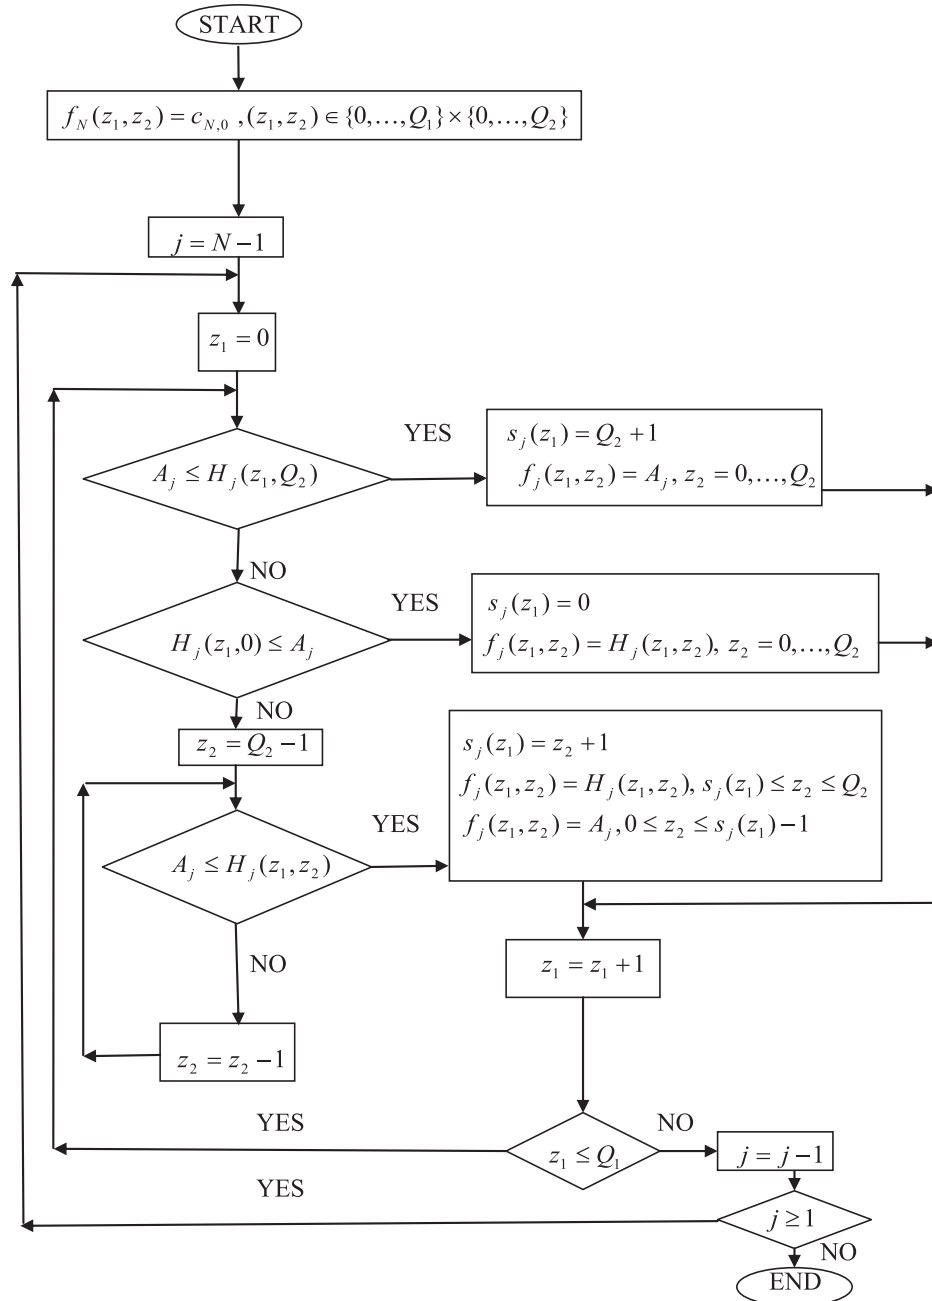 START
f_N(z_1,z_2) = c_{N,0} ,(z_1,z_2) ∈ {0,…,Q_1}×{0,…,Q_2}
j = N−1
z_1 = 0
A_j ≤ H_j(z_1,Q_2)
YES
s_j(z_1) = Q_2 +1
f_j(z_1,z_2) = A_j, z_2 = 0,…,Q_2
NO
H_j(z_1,0) ≤ A_j
YES
s_j(z_1) = 0
f_j(z_1,z_2) = H_j(z_1,z_2), z_2 = 0,…,Q_2
NO
z_2 = Q_2 −1
A_j ≤ H_j(z_1,z_2)
YES
s_j(z_1) = z_2 +1
f_j(z_1,z_2) = H_j(z_1,z_2), s_j(z_1) ≤ z_2 ≤ Q_2
f_j(z_1,z_2) = A_j,0 ≤ z_2 ≤ s_j(z_1)−1
NO
z_2 = z_2 −1
z_1 = z_1 +1
z_1 ≤ Q_1
YES
NO
j = j −1
j ≥ 1
YES
NO
END